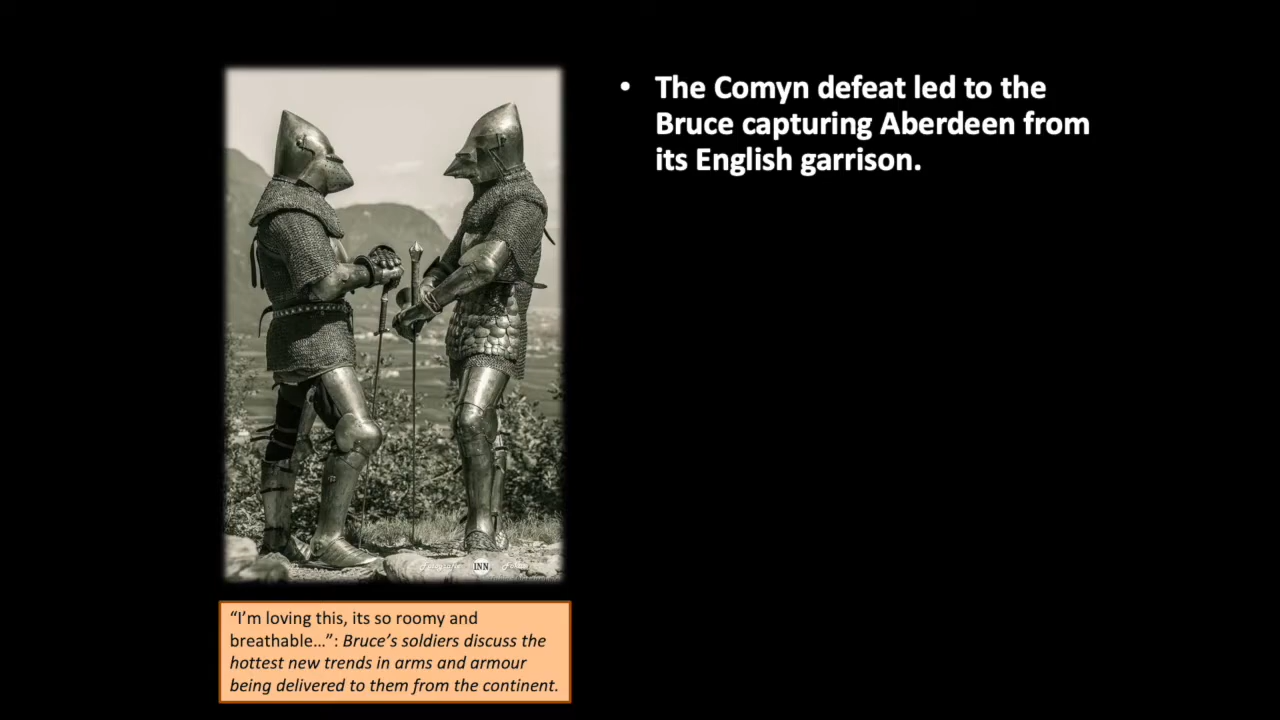 • The Comyn defeat led to the
Bruce capturing Aberdeen from
its English garrison.
INN
“I’m loving this, its so roomy and
breathable…”: Bruce’s soldiers discuss the
hottest new trends in arms and armour
being delivered to them from the continent.